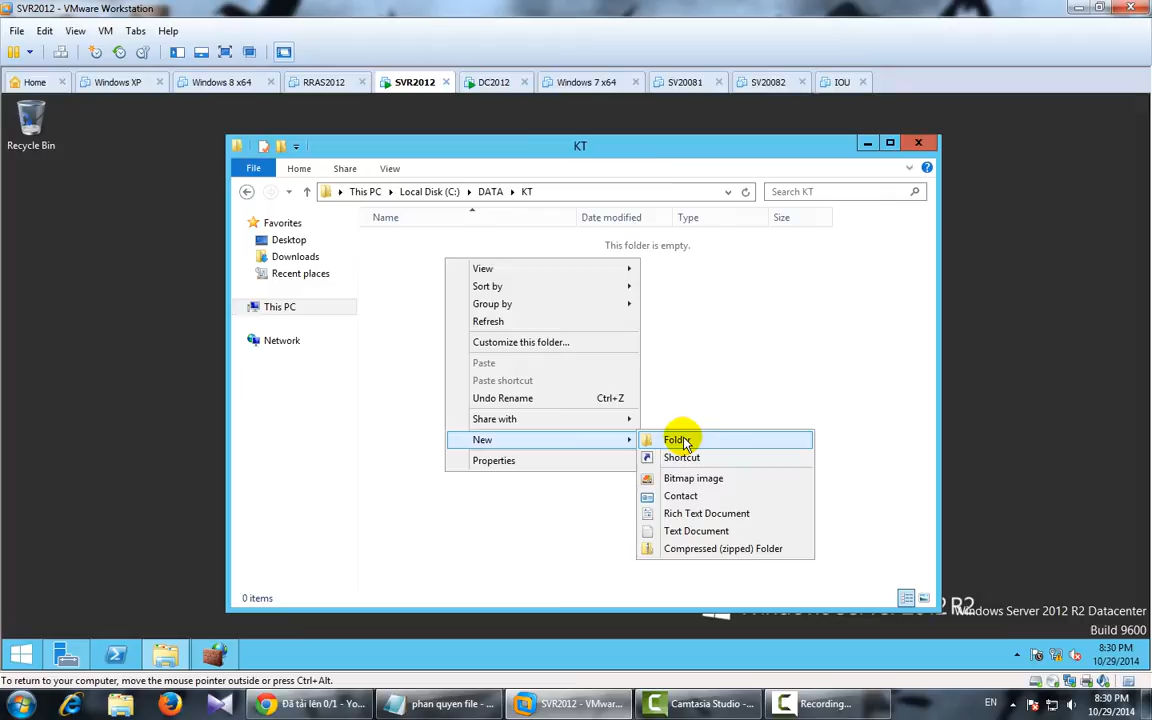 SVR2012 - VMware Workstation
File Edit View VM Tabs Help
Home Windows XP Windows 8 x64 RRAS2012 SVR2012 DC2012 Windows 7 x64 SV20081 SV20082 IOU
Recycle Bin
KT
File Home Share View
This PC Local Disk (C:) DATA KT Search KT
Name Date modified Type Size
This folder is empty.
Favorites
Desktop
Downloads
Recent places
This PC
Network
View
Sort by
Group by
Refresh
Customize this folder...
Paste
Paste shortcut
Undo Rename Ctrl+Z
Share with
New
Properties
Folder
Shortcut
Bitmap image
Contact
Rich Text Document
Text Document
Compressed (zipped) Folder
0 items
Windows Server 2012 R2 Datacenter
Build 9600
8:30 PM
10/29/2014
To return to your computer, move the mouse pointer outside or press Ctrl+Alt.
Đã tải lên 0/1 - Yo... phan quyen file - ... SVR2012 - VMwa... Camtasia Studio - ... Recording...
EN
8:30 PM
10/29/2014